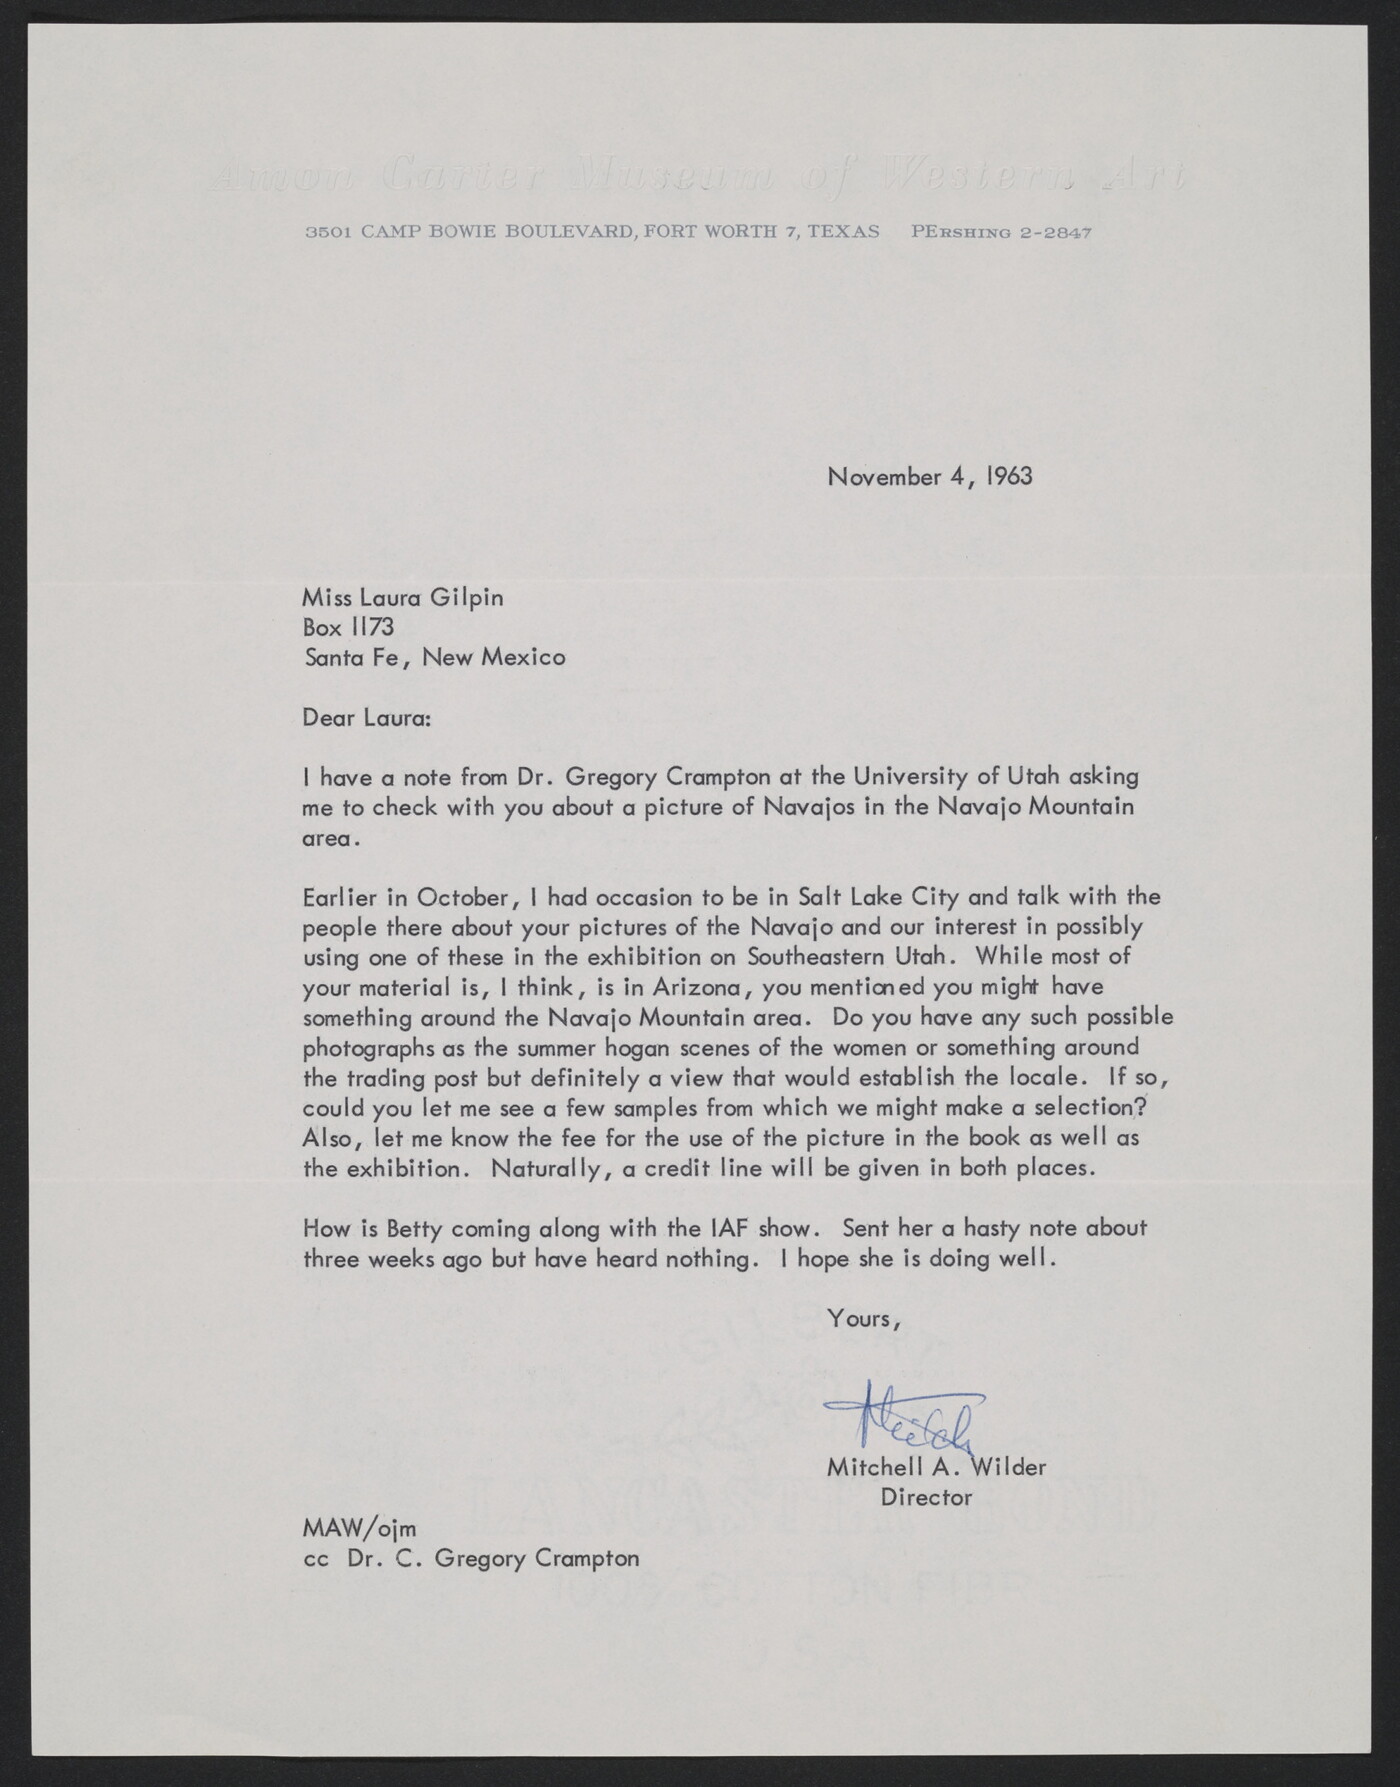 Amon Carter Museum of Western Art
3501 CAMP BOWIE BOULEVARD, FORT WORTH 7, TEXAS PERSHING 2-2847
November 4, 1963
Miss Laura Gilpin
Box 1173
Santa Fe, New Mexico
Dear Laura:
I have a note from Dr. Gregory Crampton at the University of Utah asking
me to check with you about a picture of Navajos in the Navajo Mountain
area.
Earlier in October, I had occasion to be in Salt Lake City and talk with the
people there about your pictures of the Navajo and our interest in possibly
using one of these in the exhibition on Southeastern Utah. While most of
your material is, I think, is in Arizona, you mentioned you might have
something around the Navajo Mountain area. Do you have any such possible
photographs as the summer hogan scenes of the women or something around
the trading post but definitely a view that would establish the locale. If so,
could you let me see a few samples from which we might make a selection?
Also, let me know the fee for the use of the picture in the book as well as
the exhibition. Naturally, a credit line will be given in both places.
How is Betty coming along with the IAF show. Sent her a hasty note about
three weeks ago but have heard nothing. I hope she is doing well.
Yours,
Mitch
Mitchell A. Wilder
Director
MAW/ojm
cc Dr. C. Gregory Crampton